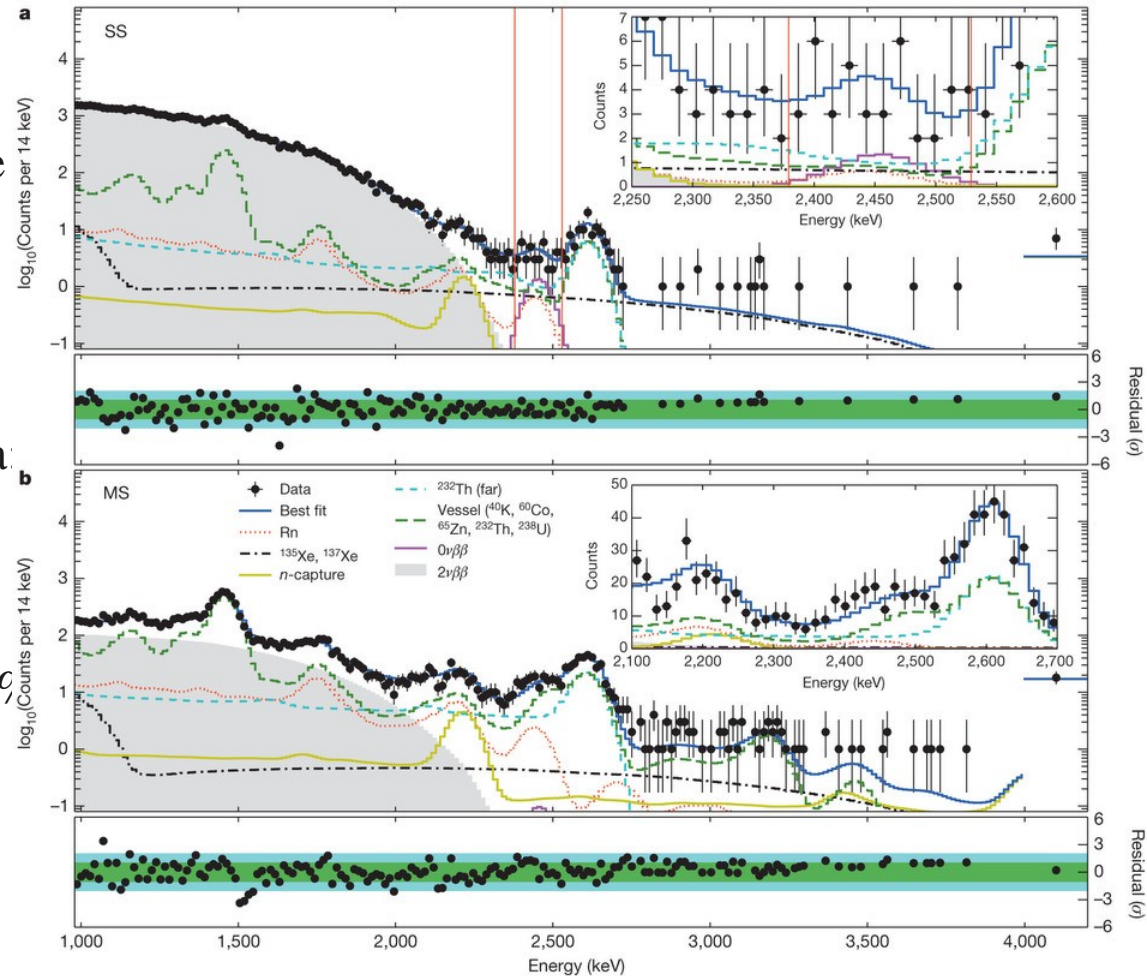 a
SS
log₁₀(Counts per 14 keV)
4
3
2
1
0
−1
Counts
7
6
5
4
3
2
1
0
2,250 2,300 2,350 2,400 2,450 2,500 2,550 2,600
Energy (keV)
6
3
0
−3
−6
Residual (σ)
b
MS
Data
Best fit
Rn
¹³⁵Xe, ¹³⁷Xe
n-capture
²³²Th (far)
Vessel (⁴⁰K, ⁶⁰Co,
⁶⁵Zn, ²³²Th, ²³⁸U)
0νββ
2νββ
log₁₀(Counts per 14 keV)
4
3
2
1
0
−1
Counts
50
40
30
20
10
0
2,100 2,200 2,300 2,400 2,500 2,600 2,700
Energy (keV)
6
3
0
−3
−6
Residual (σ)
1,000 1,500 2,000 2,500 3,000 3,500 4,000
Energy (keV)